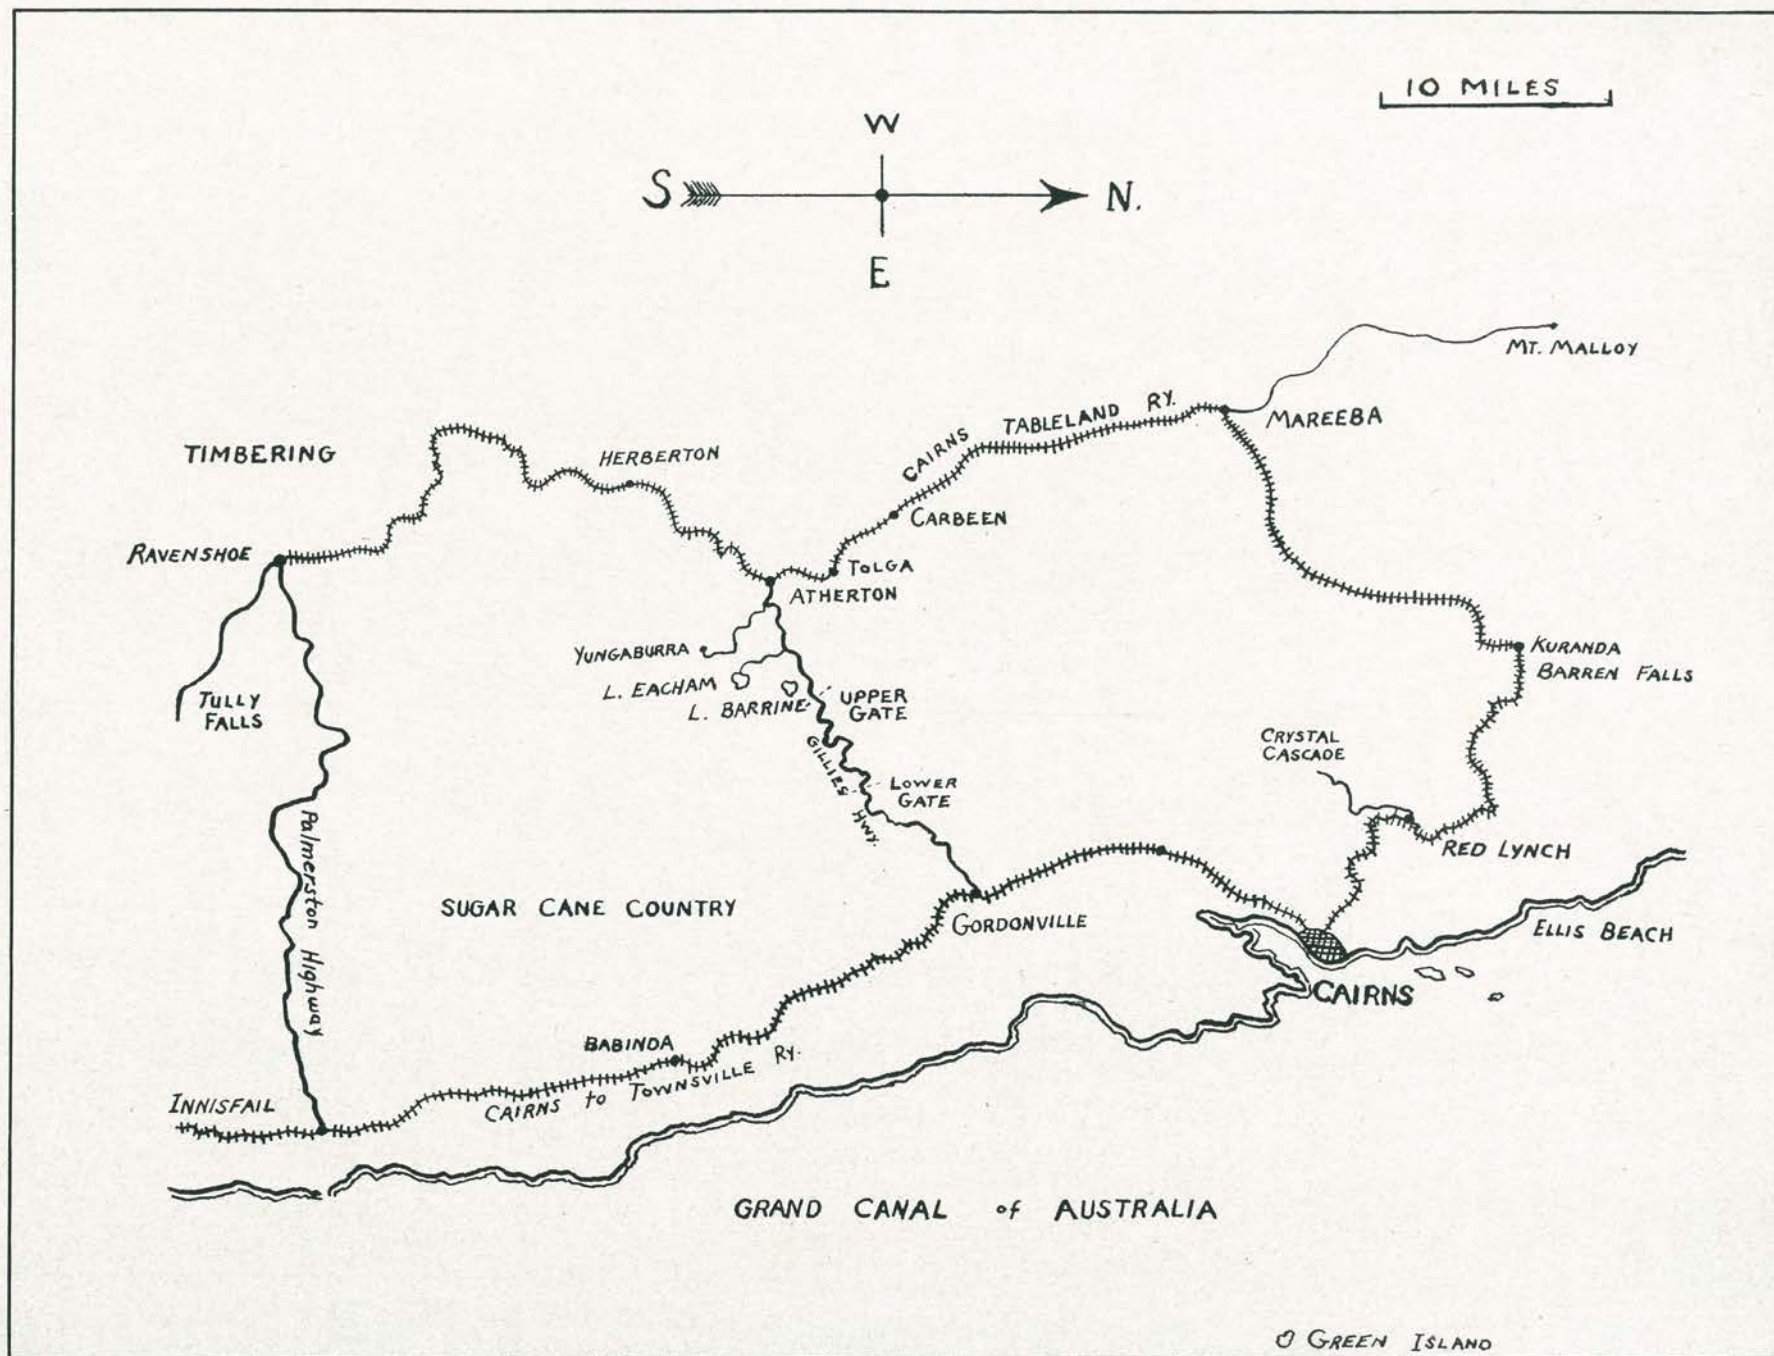 10 MILES
W
S
N.
E
MT. MALLOY
MAREEBA
CAIRNS TABLELAND RY.
TIMBERING
HERBERTON
CARBEEN
RAVENSHOE
TOLGA
ATHERTON
YUNGABURRA
KURANDA
BARREN FALLS
L. EACHAM
L. BARRINE
UPPER
GATE
TULLY
FALLS
CRYSTAL
CASCADE
GILLIES HWY.
LOWER
GATE
RED LYNCH
Palmerston Highway
SUGAR CANE COUNTRY
GORDONVILLE
ELLIS BEACH
CAIRNS
BABINDA
CAIRNS to TOWNSVILLE RY.
INNISFAIL
GRAND CANAL of AUSTRALIA
GREEN ISLAND